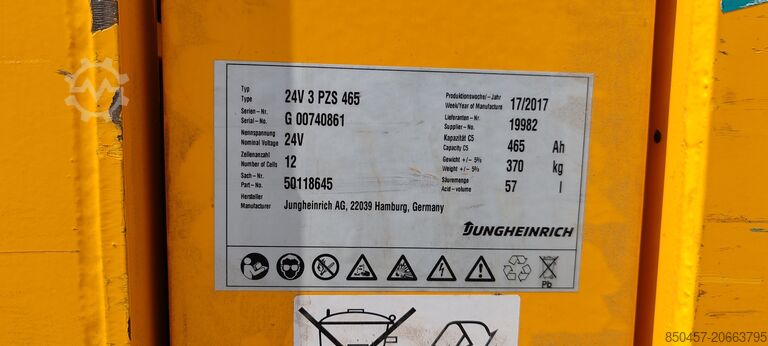 Typ
Type 24V 3 PZS 465
Serien-Nr.
Serial-No. G 00740861
Nennspannung
Nominal Voltage 24V
Zellenanzahl
Number of Cells 12
Sach-Nr.
Part-No. 50118645
Hersteller
Manufacturer Jungheinrich AG, 22039 Hamburg, Germany
Produktionswoche/-Jahr
Week/Year of Manufacture 17/2017
Lieferanten-Nr.
Supplier-No. 19982
Kapazität C5
Capacity C5 465 Ah
Gewicht +/- 5%
Weight +/- 5% 370 kg
Säuremenge
Acid-volume 57 l
JUNGHEINRICH
Pb
850457-20663795